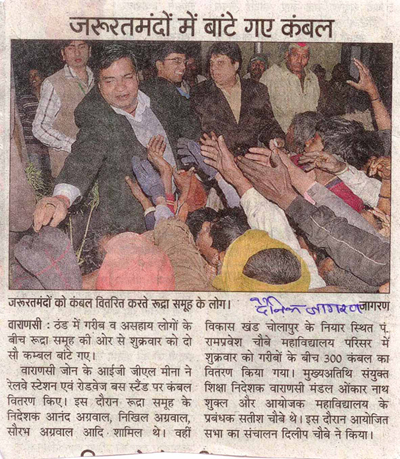 जरूरतमंदों में बांटे गए कंबल
जरूरतमंदों को कंबल वितरित करते रूद्रा समूह के लोग।
दैनिक जागरण
जागरण
वाराणसी : ठंड में गरीब व असहाय लोगों के
बीच रूद्रा समूह की ओर से शुक्रवार को दो
सौ कम्बल बांटे गए।
वाराणसी जोन के आईजी जीएल मीना ने
रेलवे स्टेशन एवं रोडवेज बस स्टैंड पर कंबल
वितरण किए। इस दौरान रूद्रा समूह के
निदेशक आनंद अग्रवाल, निखिल अग्रवाल,
सौरभ अग्रवाल आदि शामिल थे। वहीं
विकास खंड चोलापुर के नियार स्थित पं.
रामप्रवेश चौबे महाविद्यालय परिसर में
शुक्रवार को गरीबों के बीच 300 कंबल का
वितरण किया गया। मुख्यअतिथि संयुक्त
शिक्षा निदेशक वाराणसी मंडल ओंकार नाथ
शुक्ल और आयोजक महाविद्यालय के
प्रबंधक सतीश चौबे थे। इस दौरान आयोजित
सभा का संचालन दिलीप चौबे ने किया।